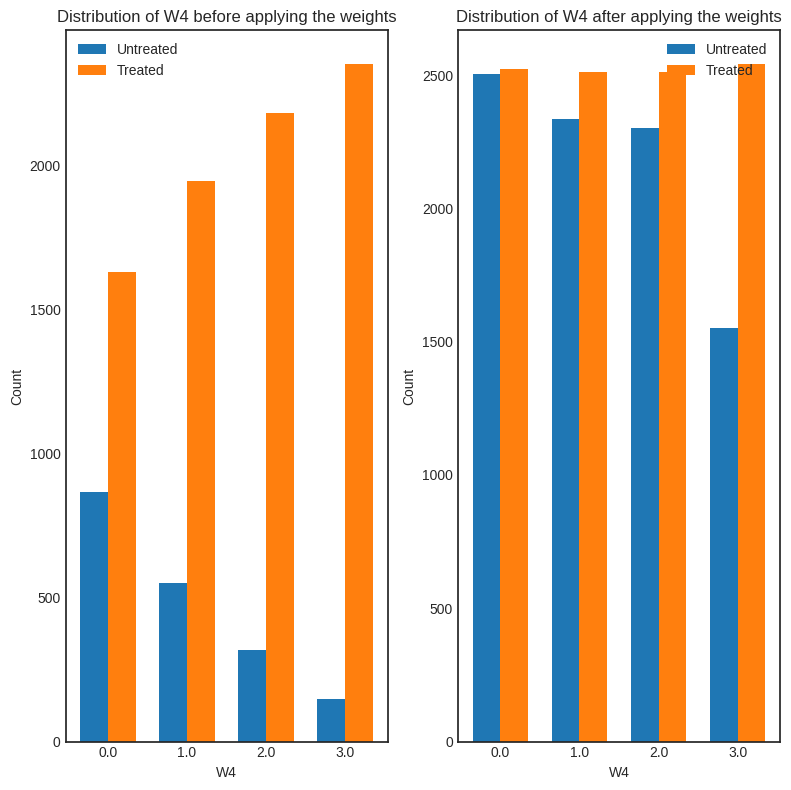 Distribution of W4 before applying the weights
Untreated
Treated
2000
1500
1000
500
0
Count
0.0 1.0 2.0 3.0
W4
Distribution of W4 after applying the weights
Untreated
Treated
2500
2000
1500
1000
500
0
Count
0.0 1.0 2.0 3.0
W4